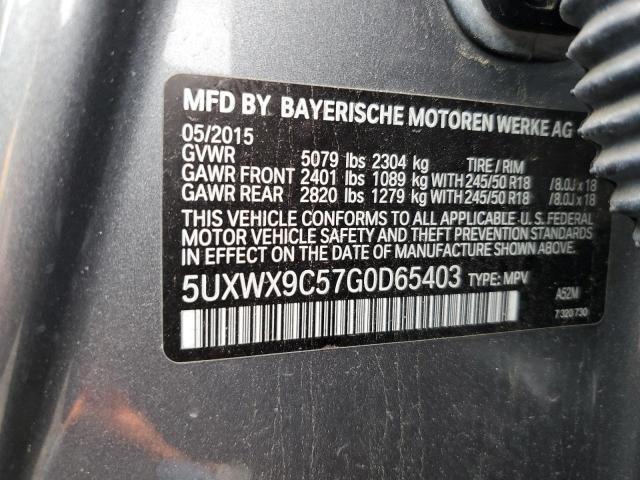 MFD BY BAYERISCHE MOTOREN WERKE AG
05/2015
GVWR 5079 lbs 2304 kg TIRE / RIM
GAWR FRONT 2401 lbs 1089 kg WITH 245/50 R18 /8.0J x 18
GAWR REAR 2820 lbs 1279 kg WITH 245/50 R18 /8.0J x 18
THIS VEHICLE CONFORMS TO ALL APPLICABLE U.S. FEDERAL
MOTOR VEHICLE SAFETY AND THEFT PREVENTION STANDARDS
IN EFFECT ON THE DATE OF MANUFACTURE SHOWN ABOVE.
5UXWX9C57G0D65403 TYPE: MPV
A52M
7320730